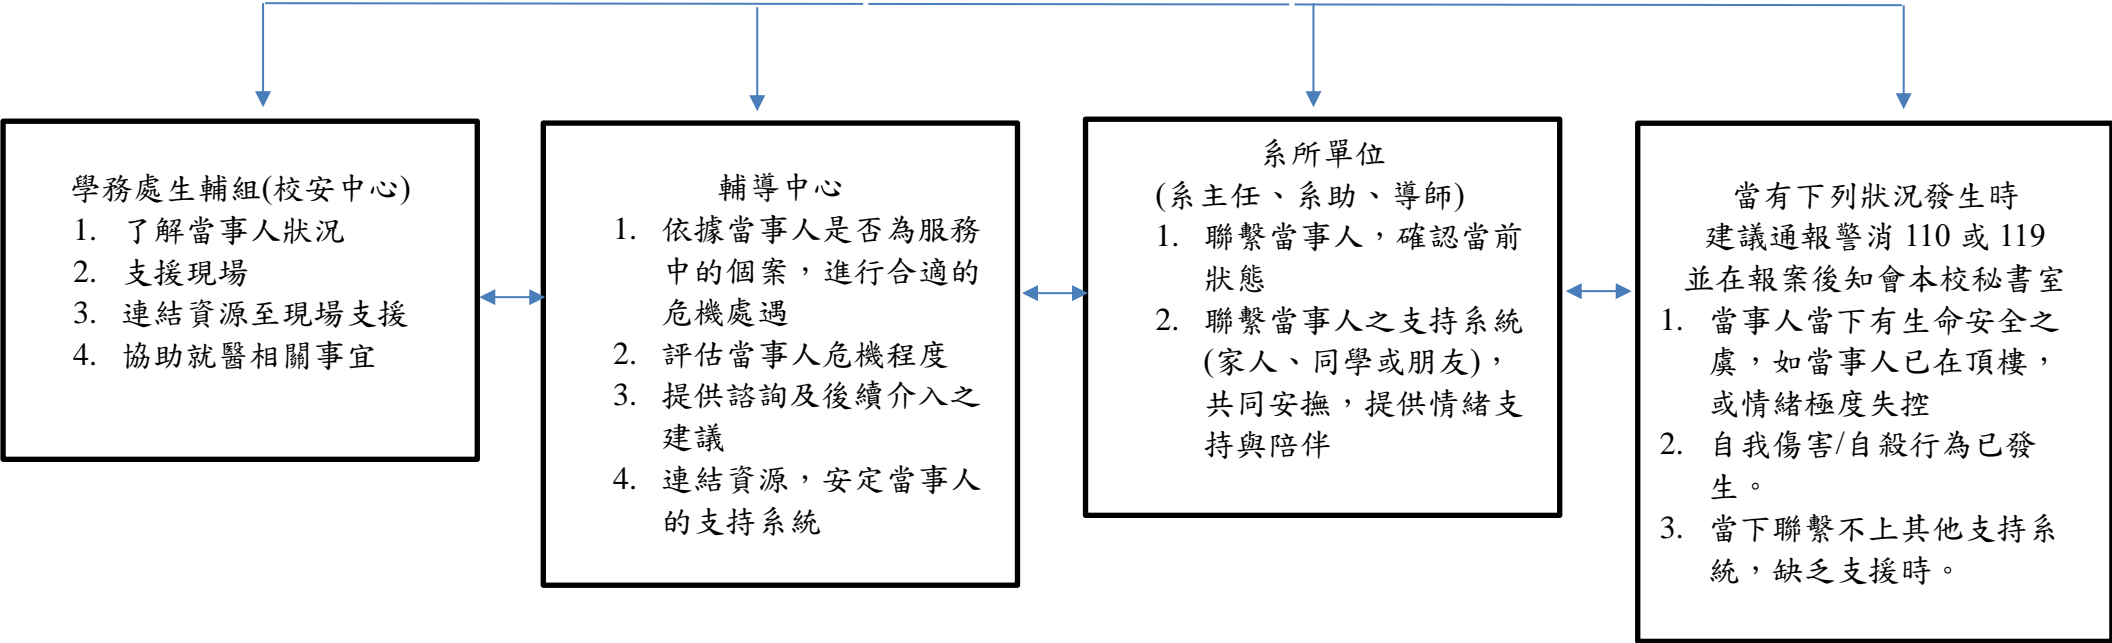 學務處生輔組(校安中心)
1. 了解當事人狀況
2. 支援現場
3. 連結資源至現場支援
4. 協助就醫相關事宜
輔導中心
1. 依據當事人是否為服務
中的個案，進行合適的
危機處遇
2. 評估當事人危機程度
3. 提供諮詢及後續介入之
建議
4. 連結資源，安定當事人
的支持系統
系所單位
(系主任、系助、導師)
1. 聯繫當事人，確認當前
狀態
2. 聯繫當事人之支持系統
(家人、同學或朋友)，
共同安撫，提供情緒支
持與陪伴
當有下列狀況發生時
建議通報警消 110 或 119
並在報案後知會本校秘書室
1. 當事人當下有生命安全之
虞，如當事人已在頂樓，
或情緒極度失控
2. 自我傷害/自殺行為已發
生。
3. 當下聯繫不上其他支持系
統，缺乏支援時。